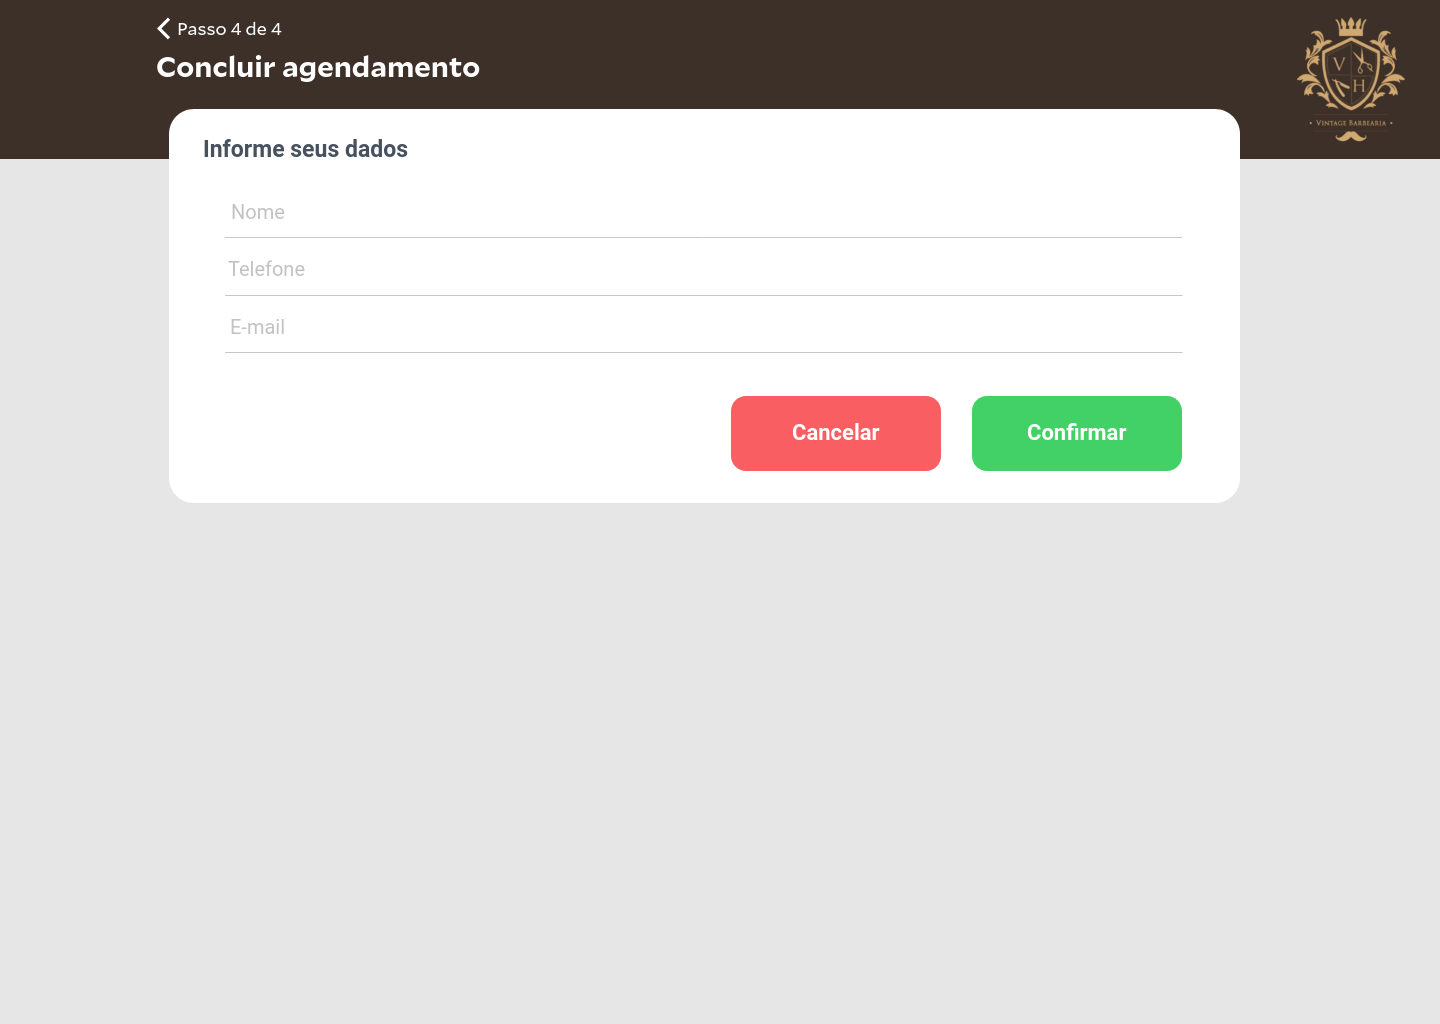 Passo 4 de 4
Concluir agendamento
V
H
• VINTAGE BARBEARIA •
Informe seus dados
Nome
Telefone
E-mail
Cancelar
Confirmar